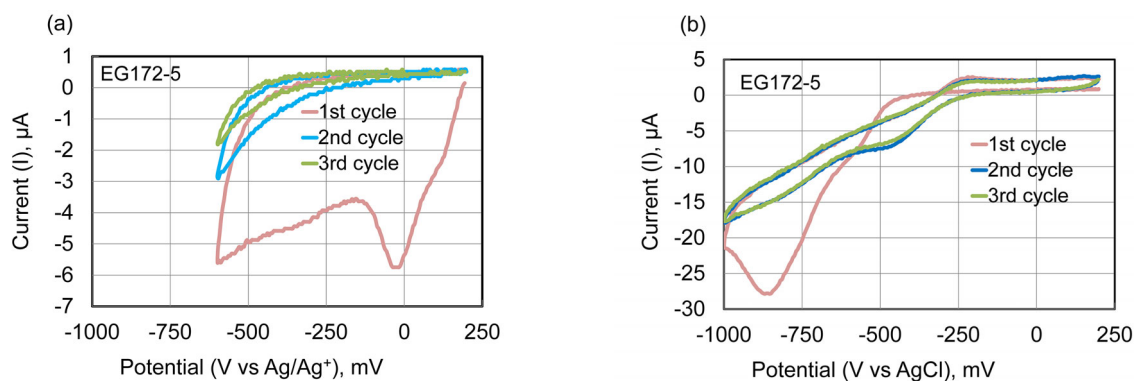 (a)
1
0
-1
-2
-3
-4
-5
-6
-7
Current (I), µA
EG172-5
1st cycle
2nd cycle
3rd cycle
-1000 -750 -500 -250 0 250
Potential (V vs Ag/Ag⁺), mV
(b)
5
0
-5
-10
-15
-20
-25
-30
Current (I), µA
EG172-5
1st cycle
2nd cycle
3rd cycle
-1000 -750 -500 -250 0 250
Potential (V vs AgCl), mV